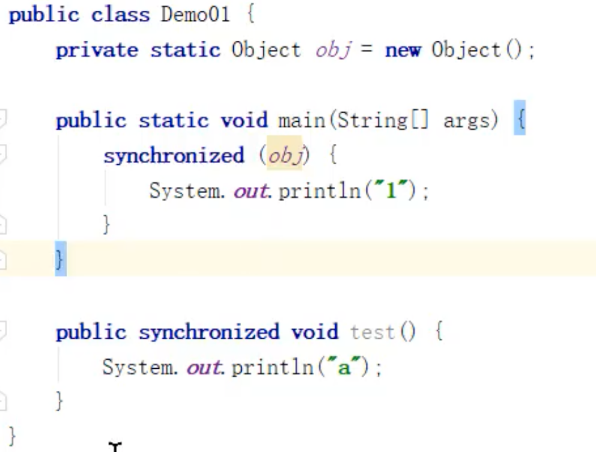 public class Demo01 {
private static Object obj = new Object();
public static void main(String[] args) {
synchronized (obj) {
System.out.println("1");
}
}
public synchronized void test() {
System.out.println("a");
}
}